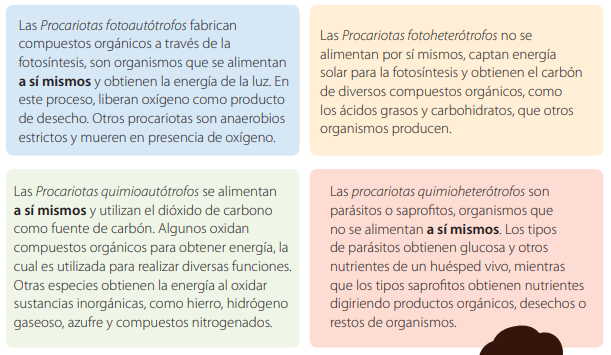 Las Procariotas fotoautótrofos fabrican
compuestos orgánicos a través de la
fotosíntesis, son organismos que se alimentan
a sí mismos y obtienen la energía de la luz. En
este proceso, liberan oxígeno como producto
de desecho. Otros procariotas son anaerobios
estrictos y mueren en presencia de oxígeno.
Las Procariotas fotoheterótrofos no se
alimentan por sí mismos, captan energía
solar para la fotosíntesis y obtienen el carbón
de diversos compuestos orgánicos, como
los ácidos grasos y carbohidratos, que otros
organismos producen.
Las Procariotas quimioautótrofos se alimentan
a sí mismos y utilizan el dióxido de carbono
como fuente de carbón. Algunos oxidan
compuestos orgánicos para obtener energía, la
cual es utilizada para realizar diversas funciones.
Otras especies obtienen la energía al oxidar
sustancias inorgánicas, como hierro, hidrógeno
gaseoso, azufre y compuestos nitrogenados.
Las procariotas quimioheterótrofos son
parásitos o saprofitos, organismos que
no se alimentan a sí mismos. Los tipos
de parásitos obtienen glucosa y otros
nutrientes de un huésped vivo, mientras
que los tipos saprofitos obtienen nutrientes
digiriendo productos orgánicos, desechos o
restos de organismos.